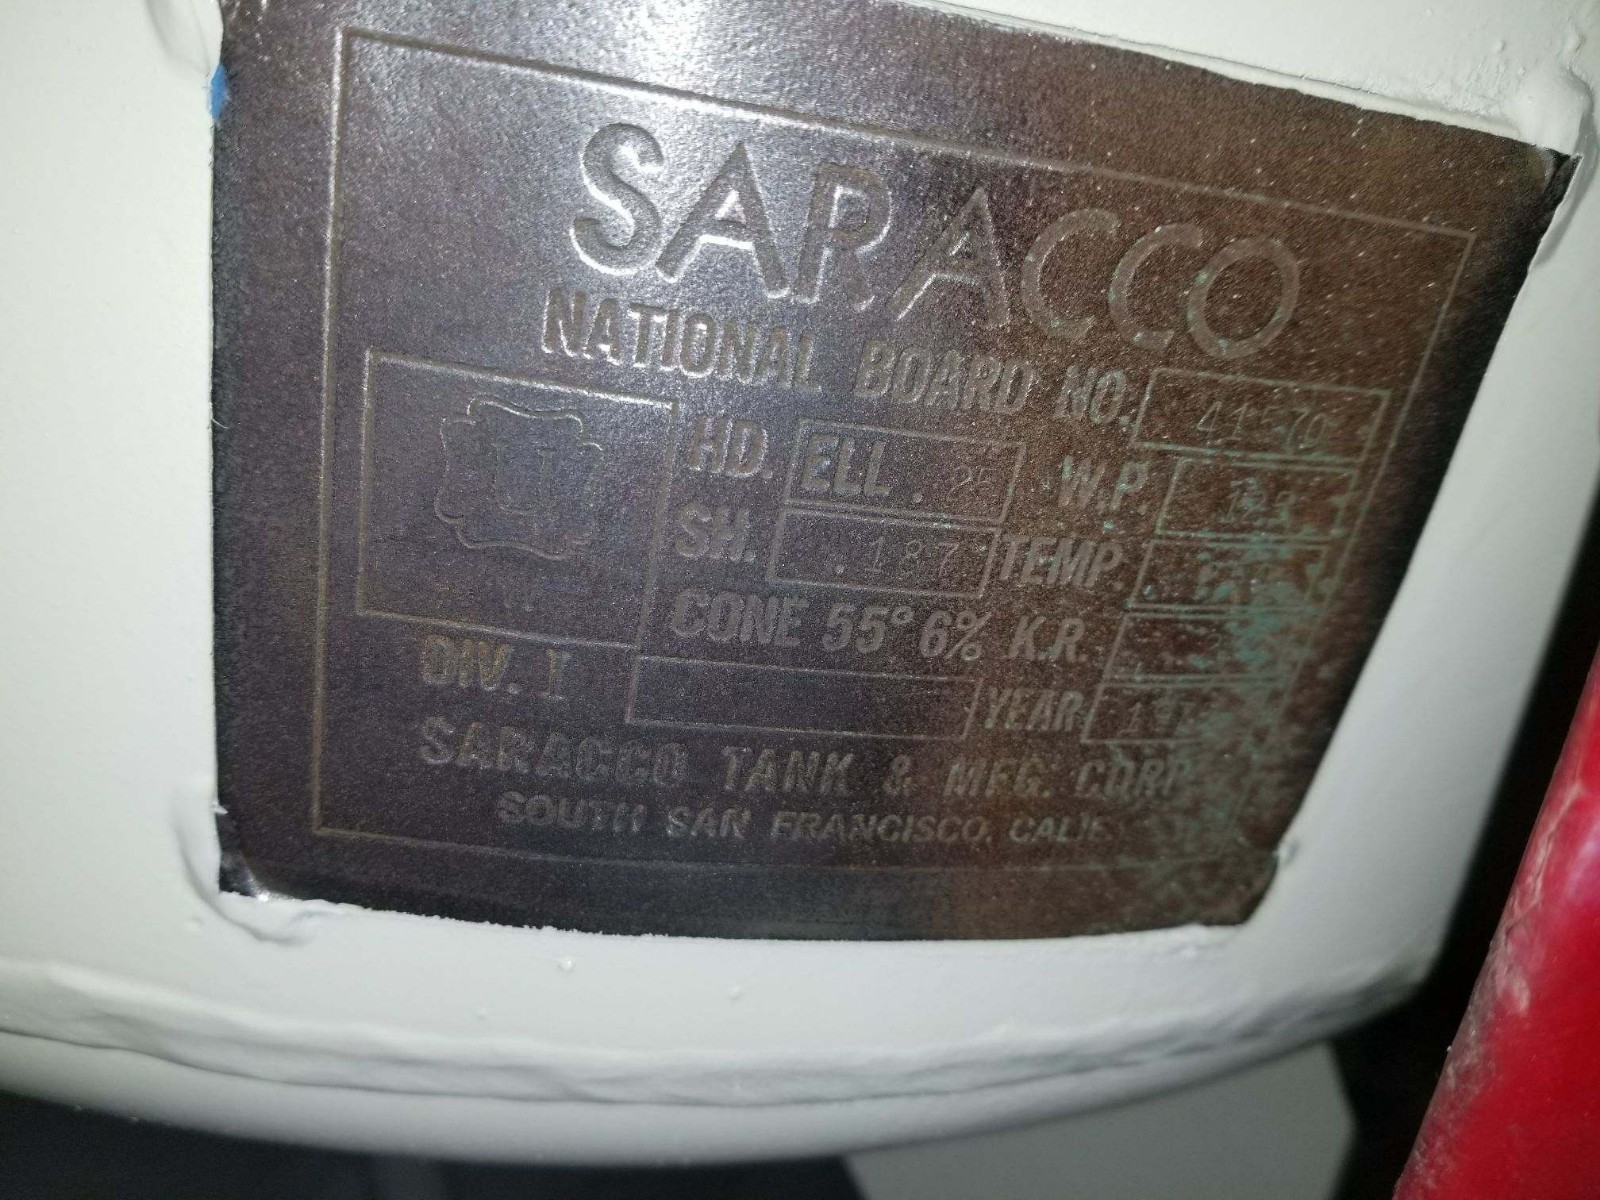 SARACCO
NATIONAL BOARD NO. 41570
U HD. ELL .25 W.P.
SH. .187 TEMP.
W
CONE 55° 6% K.R.
DIV. I YEAR
SARACCO TANK & MFG. CORP.
SOUTH SAN FRANCISCO, CALIF.